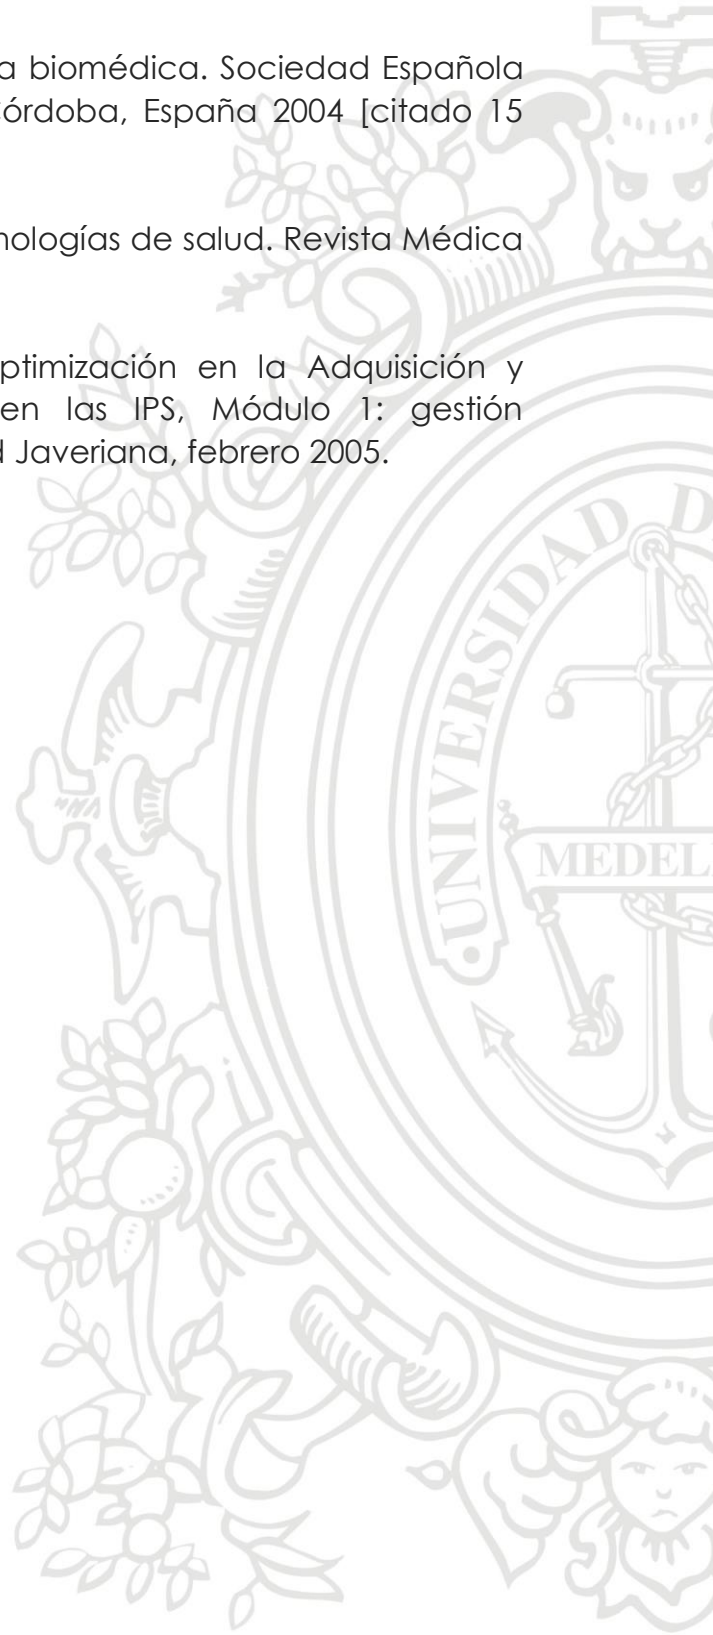 a biomédica. Sociedad Española
órdoba, España 2004 [citado 15
nologías de salud. Revista Médica
ptimización en la Adquisición y
en las IPS, Módulo 1: gestión
d Javeriana, febrero 2005.
UNIVERSIDAD D
MEDEL